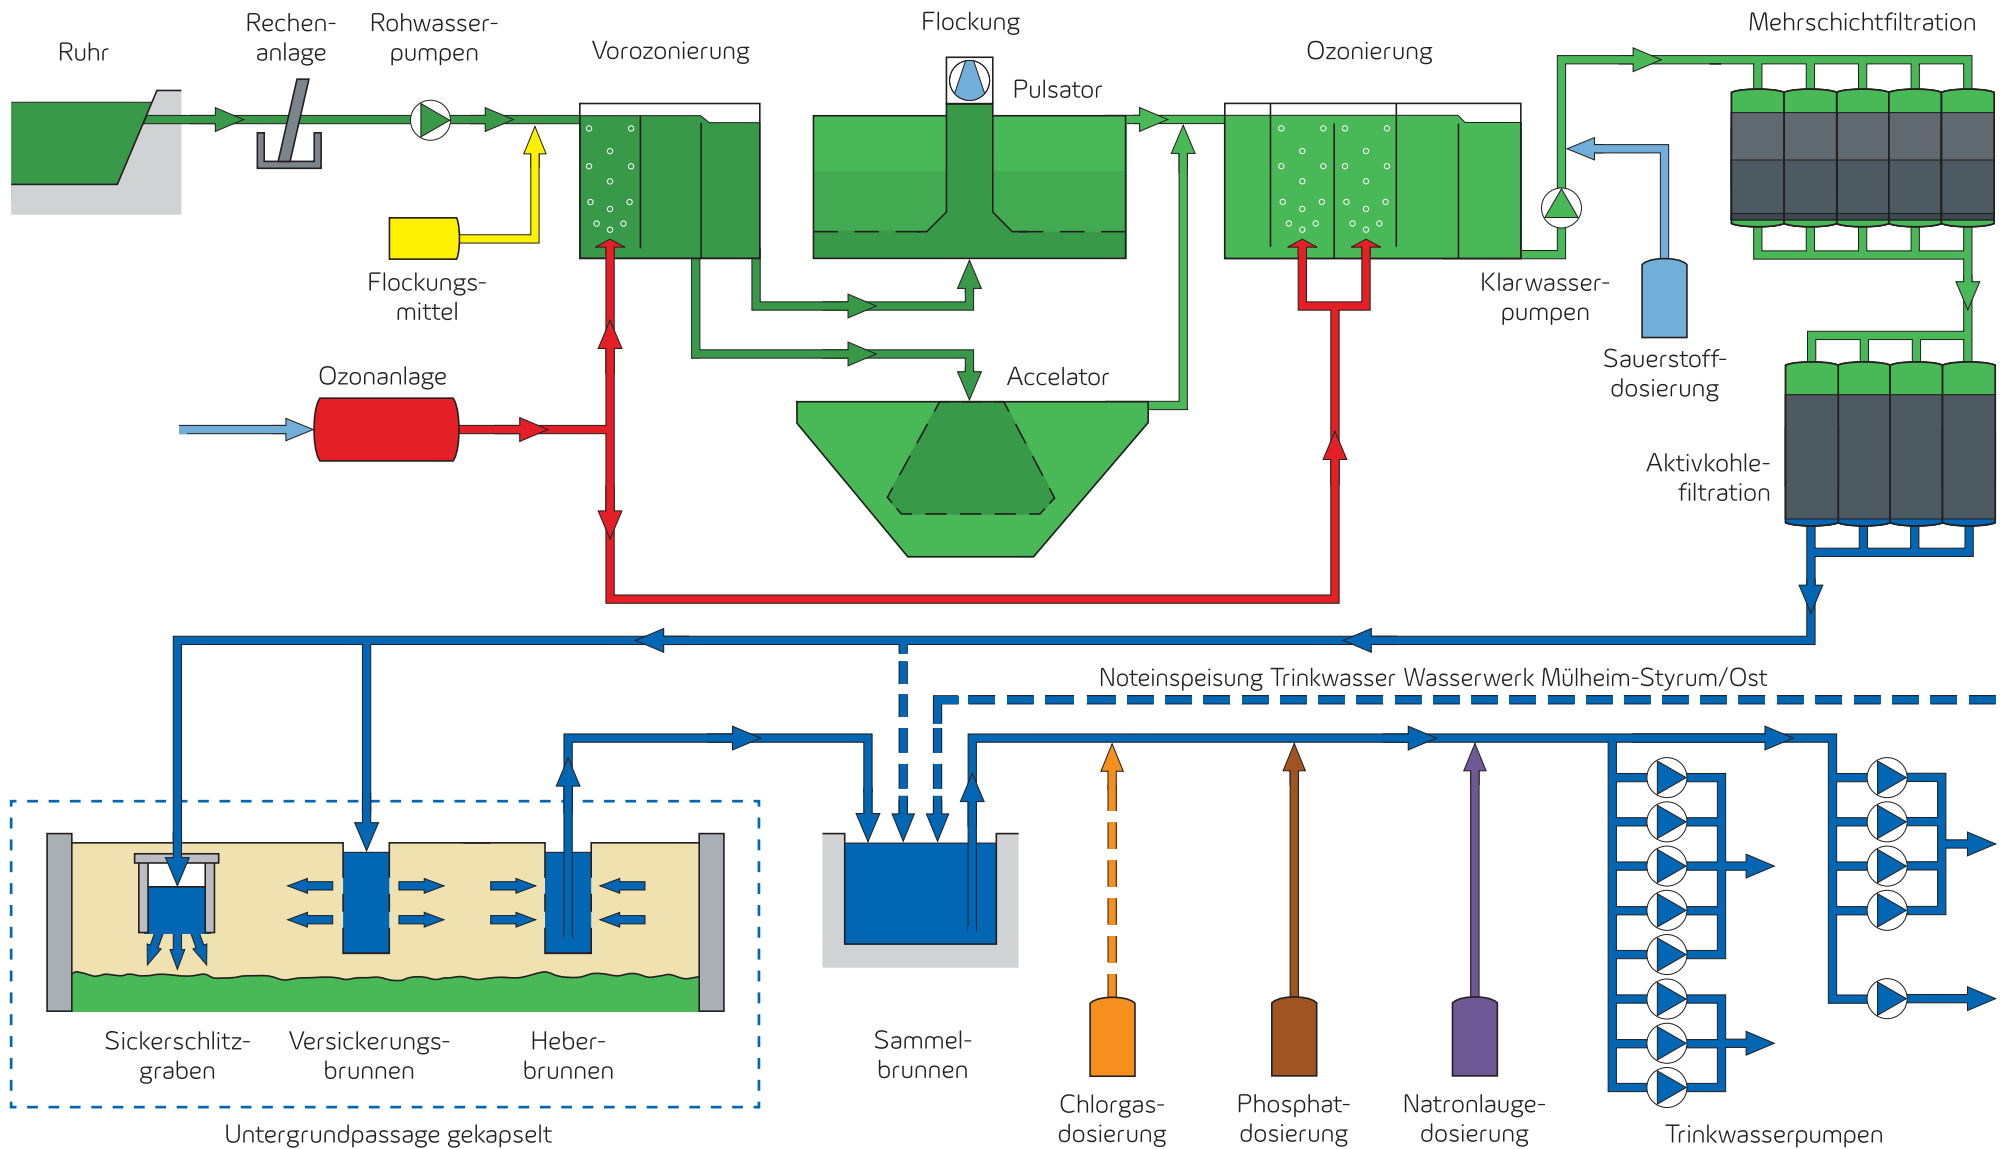 Ruhr
Rechen-
anlage
Rohwasser-
pumpen
Vorozonierung
Flockung
Pulsator
Ozonierung
Mehrschichtfiltration
Flockungs-
mittel
Klarwasser-
pumpen
Sauerstoff-
dosierung
Ozonanlage
Accelator
Aktivkohle-
filtration
Noteinspeisung Trinkwasser Wasserwerk Mülheim-Styrum/Ost
Sickerschlitz-
graben
Versickerungs-
brunnen
Heber-
brunnen
Sammel-
brunnen
Chlorgas-
dosierung
Phosphat-
dosierung
Natronlauge-
dosierung
Trinkwasserpumpen
Untergrundpassage gekapselt